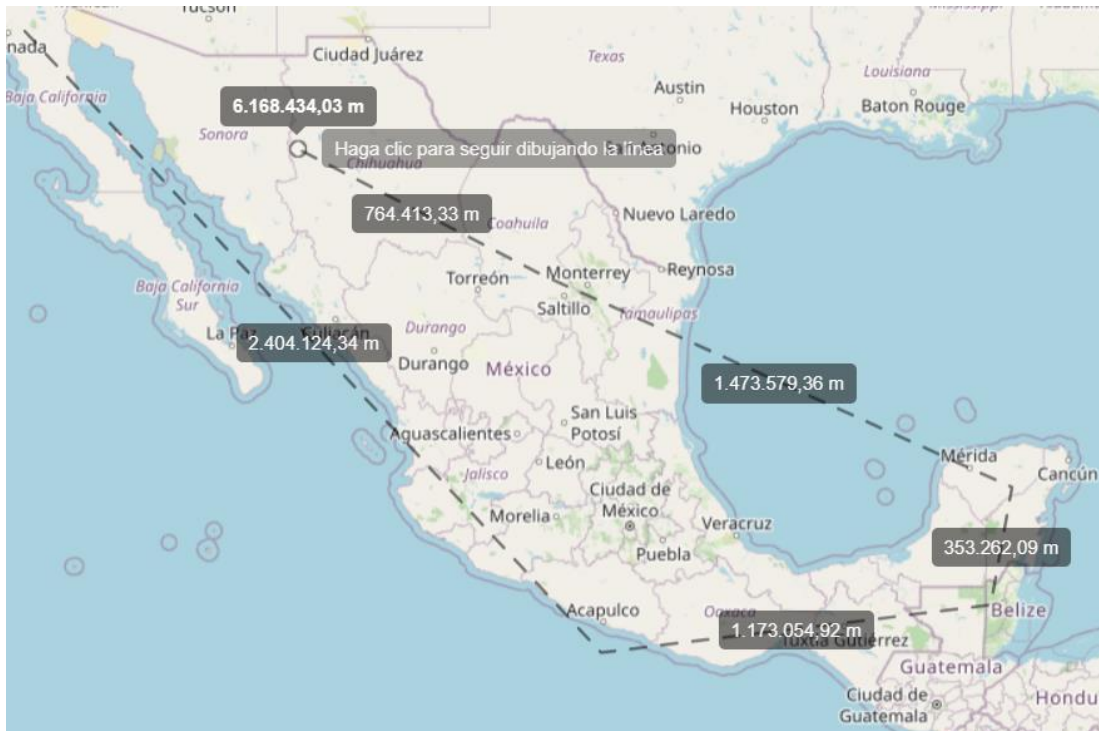 Tucson
nada
Ciudad Juárez
Texas
Austin
Louisiana
Houston
Baton Rouge
Baja California
6.168.434,03 m
Sonora
Haga clic para seguir dibujando la línea
San Antonio
Chihuahua
764.413,33 m
Nuevo Laredo
Coahuila
Torreón
Monterrey
Reynosa
Baja California
Sur
Saltillo
Tamaulipas
La Paz
Culiacán
2.404.124,34 m
Durango
Durango
México
1.473.579,36 m
San Luis
Potosí
Aguascalientes
Mérida
Cancún
Jalisco
León
Ciudad de
México
Morelia
Veracruz
Puebla
353.262,09 m
Acapulco
Oaxaca
Belize
1.173.054,92 m
Tuxtla Gutiérrez
Guatemala
Ciudad de
Guatemala
Hondu